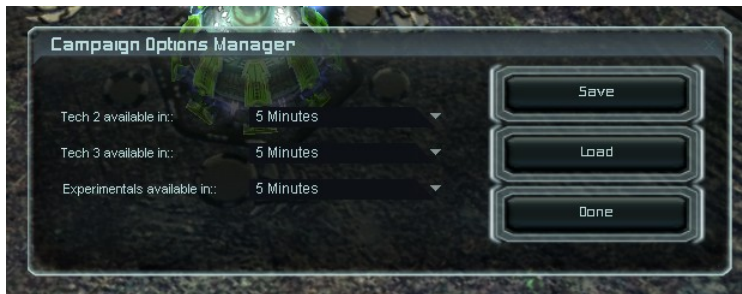 Campaign Options Manager
Save
Tech 2 available in:: 5 Minutes
Tech 3 available in:: 5 Minutes
Load
Experimentals available in:: 5 Minutes
Done